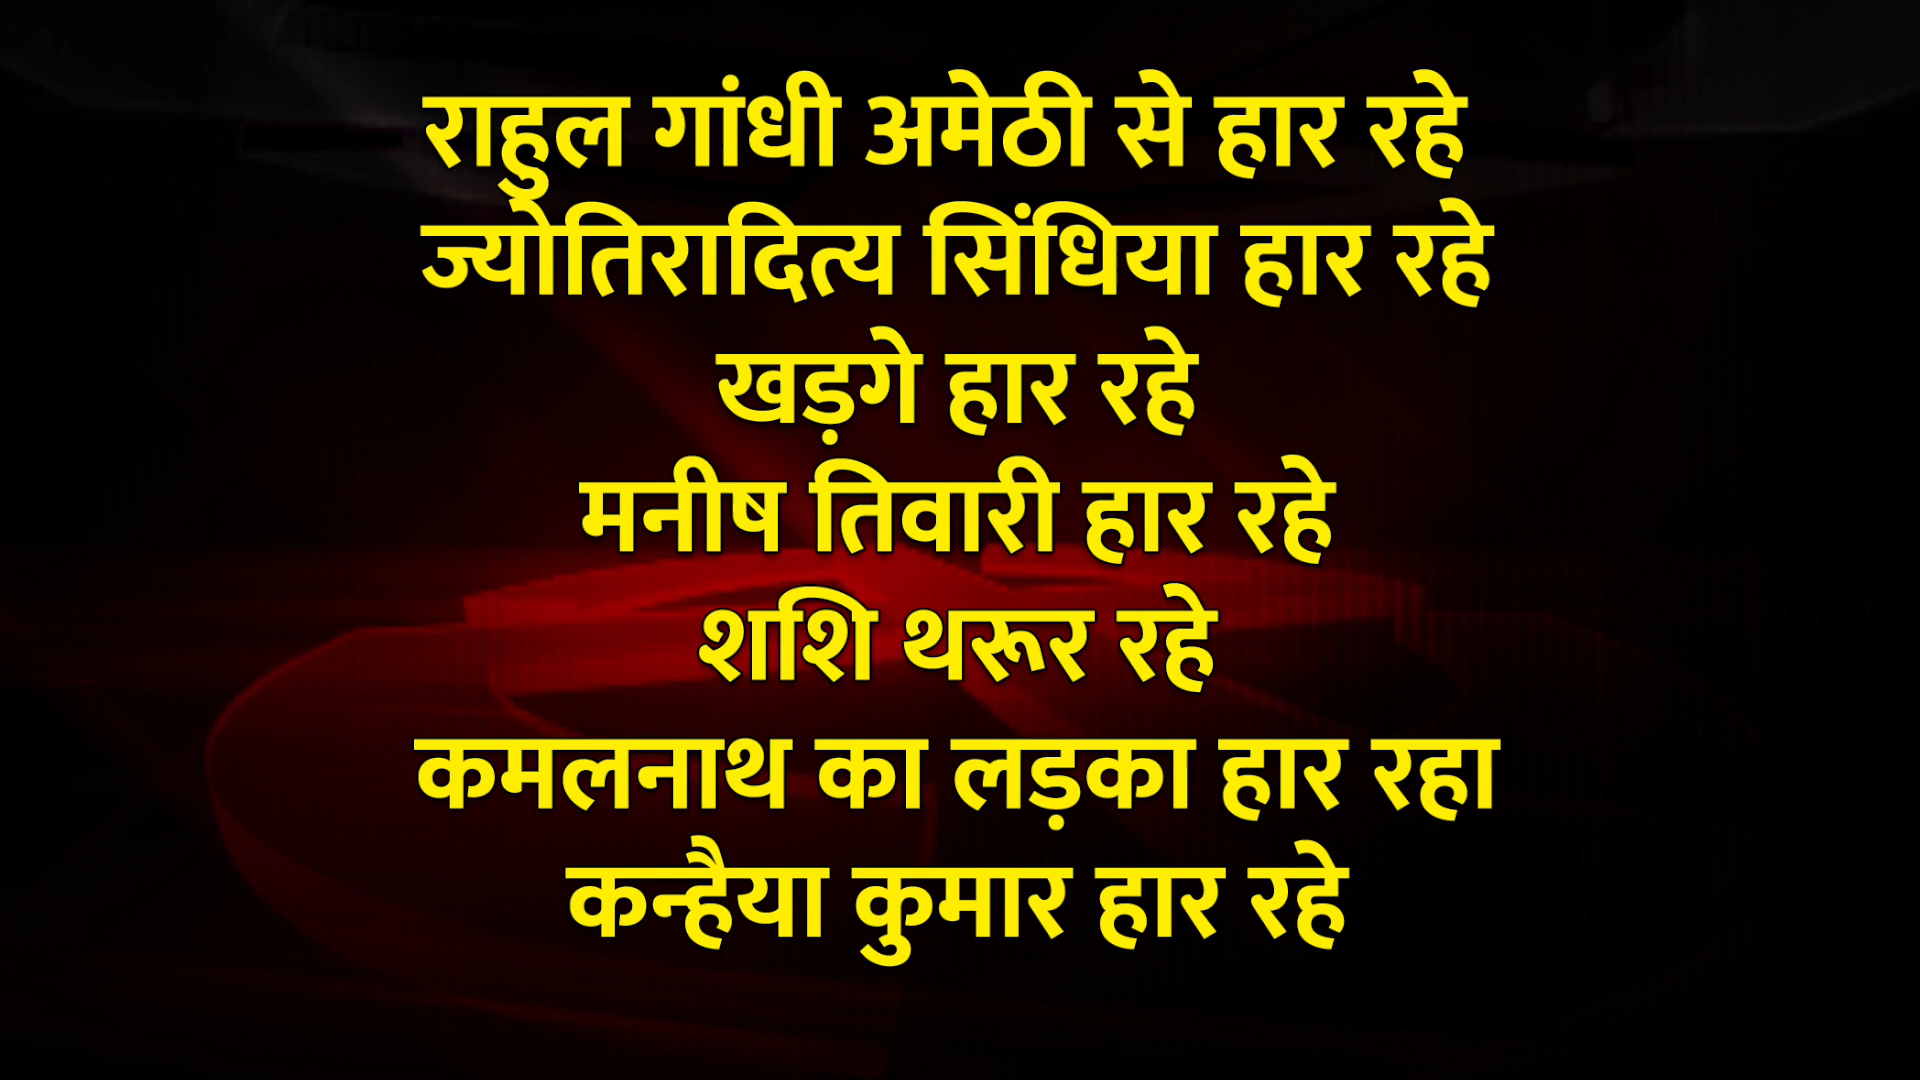 राहुल गांधी अमेठी से हार रहे
ज्योतिरादित्य सिंधिया हार रहे
खड़गे हार रहे
मनीष तिवारी हार रहे
शशि थरूर रहे
कमलनाथ का लड़का हार रहा
कन्हैया कुमार हार रहे